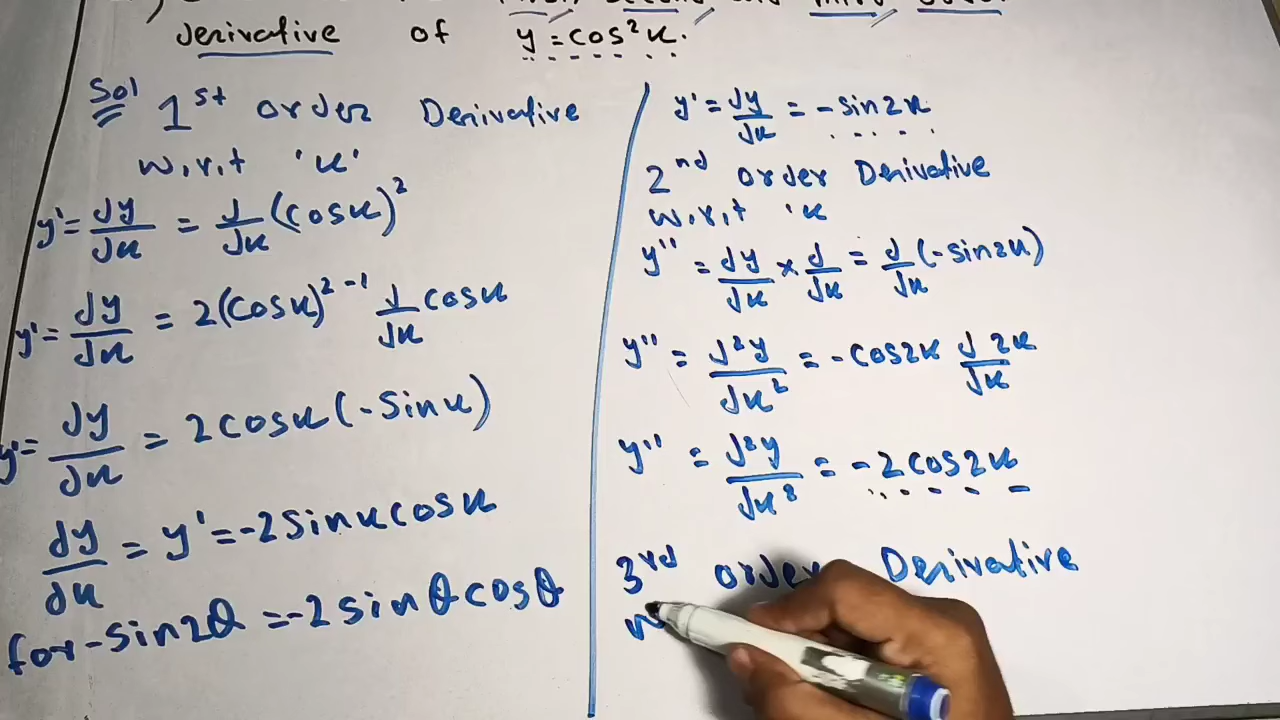 derivative of y = cos²x.
Sol 1st order Derivative
w.r.t 'x'
y' = dy/dx = d/dx (cosx)²
y' = dy/dx = 2(cosx)²⁻¹ d/dx cosx
y' = dy/dx = 2cosx(-sinx)
dy/dx = y' = -2sinxcosx
for -sin2θ = -2sinθcosθ
y' = dy/dx = -sin2x
2nd order Derivative
w.r.t 'x
y'' = dy/dx × d/dx = d/dx (-sin2x)
y'' = d²y/dx² = -cos2x d/dx 2x
y'' = d²y/dx² = -2cos2x
3rd order Derivative